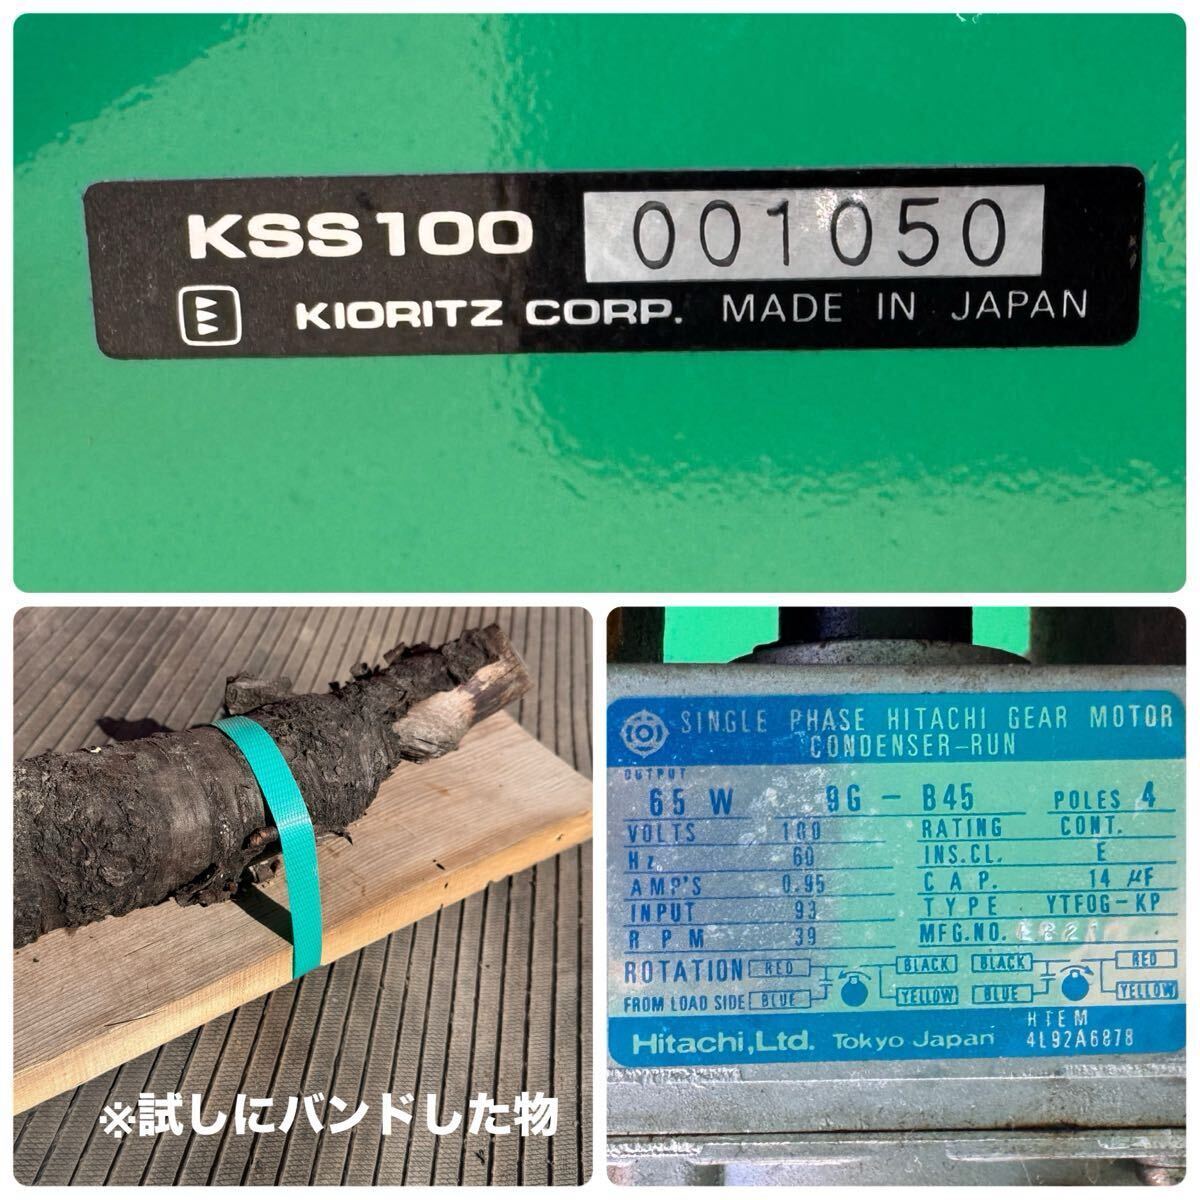 KSS100 001050
KIORITZ CORP. MADE IN JAPAN
※試しにバンドした物
SINGLE PHASE HITACHI GEAR MOTOR
CONDENSER-RUN
OUTPUT
65 W 9G - B45 POLES 4
VOLTS 100 RATING CONT.
Hz 60 INS.CL. E
AMP'S 0.95 CAP. 14 μF
INPUT 93 TYPE YTFOG-KP
RPM 39 MFG.NO.
ROTATION RED BLACK BLACK RED
FROM LOAD SIDE BLUE YELLOW BLUE YELLOW
HTEM
Hitachi,Ltd. Tokyo Japan 4L92A6878